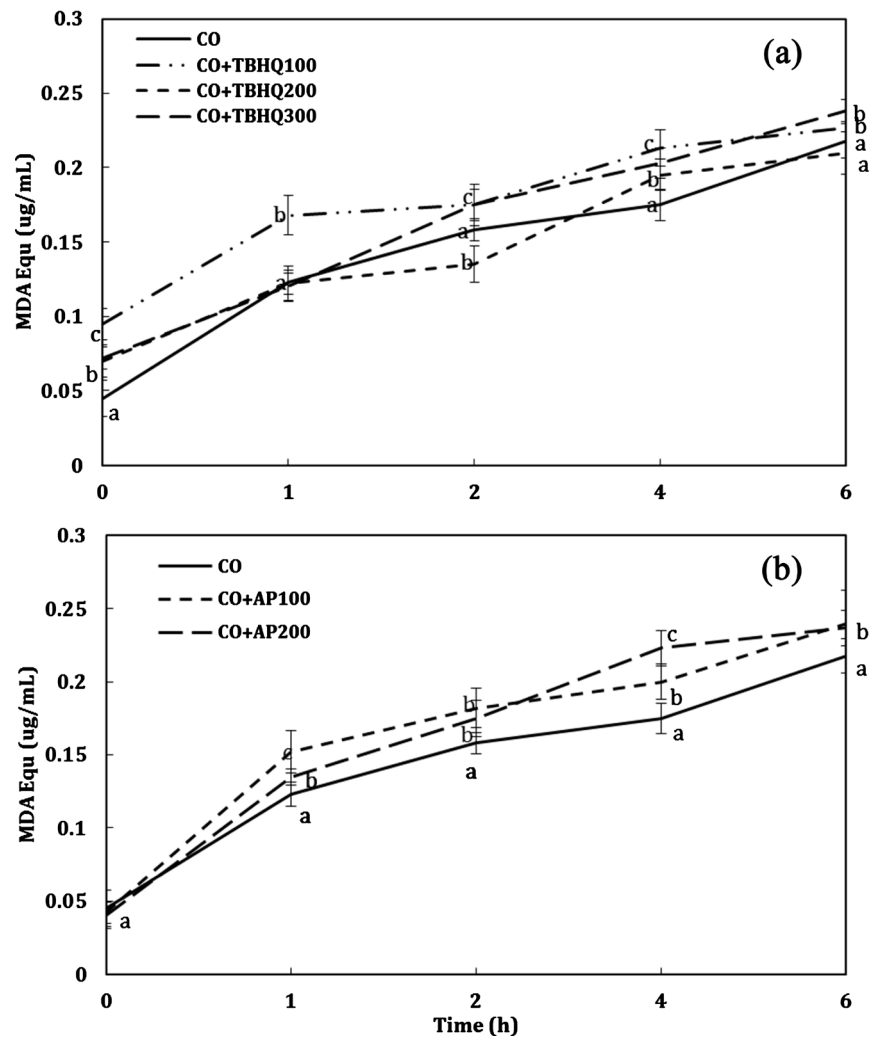 0.3
CO
(a)
CO+TBHQ100
CO+TBHQ200
0.25
CO+TBHQ300
b
b
c
a
0.2
a
b
c
b
a
MDA Equ (ug/mL)
0.15
a
b
a
0.1
c
b
0.05
a
0
0 1 2 4 6
0.3
CO
(b)
CO+AP100
0.25
CO+AP200
c
b
0.2
a
b
b
a
MDA Equ (ug/mL)
0.15
c
b
b
a
a
0.1
0.05
a
0
0 1 2 4 6
Time (h)